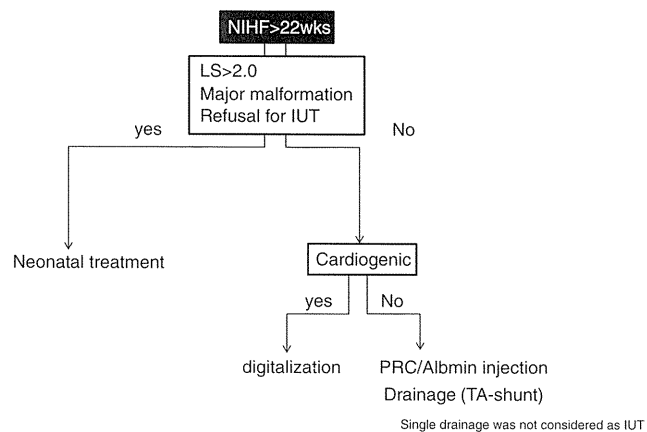 NIHF>22wks
LS>2.0
Major malformation
Refusal for IUT
yes
No
Neonatal treatment
Cardiogenic
yes
No
digitalization
PRC/Albmin injection
Drainage (TA-shunt)
Single drainage was not considered as IUT